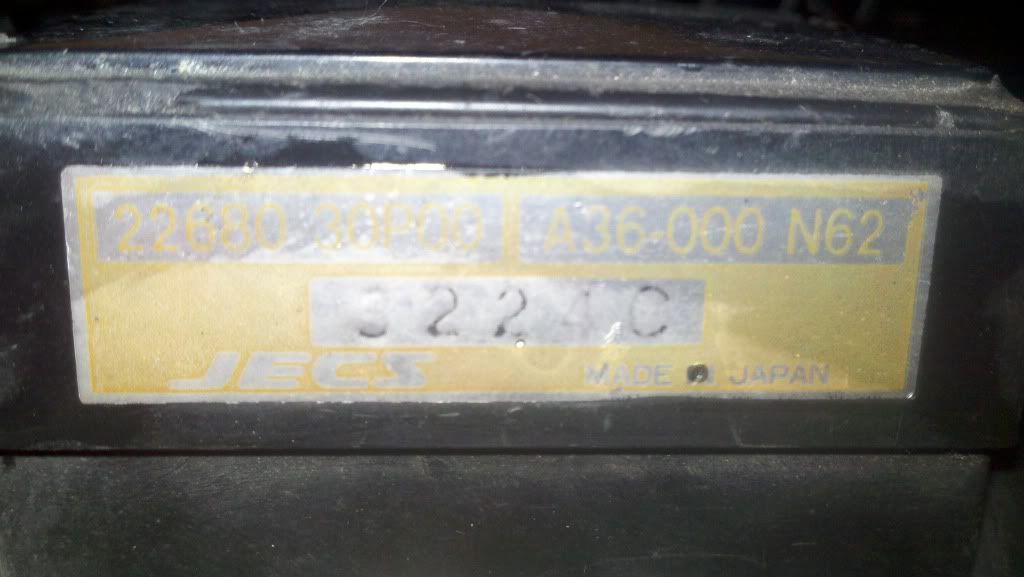 22680 30P00 A36-000 N62
3224C
JECS MADE IN JAPAN